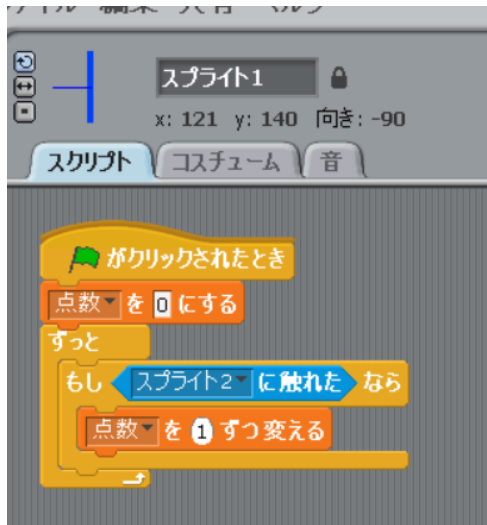 スプライト1
x: 121 y: 140 向き: -90
スクリプト コスチューム 音
がクリックされたとき
点数 を 0 にする
ずっと
もし スプライト2 に触れた なら
点数 を 1 ずつ変える